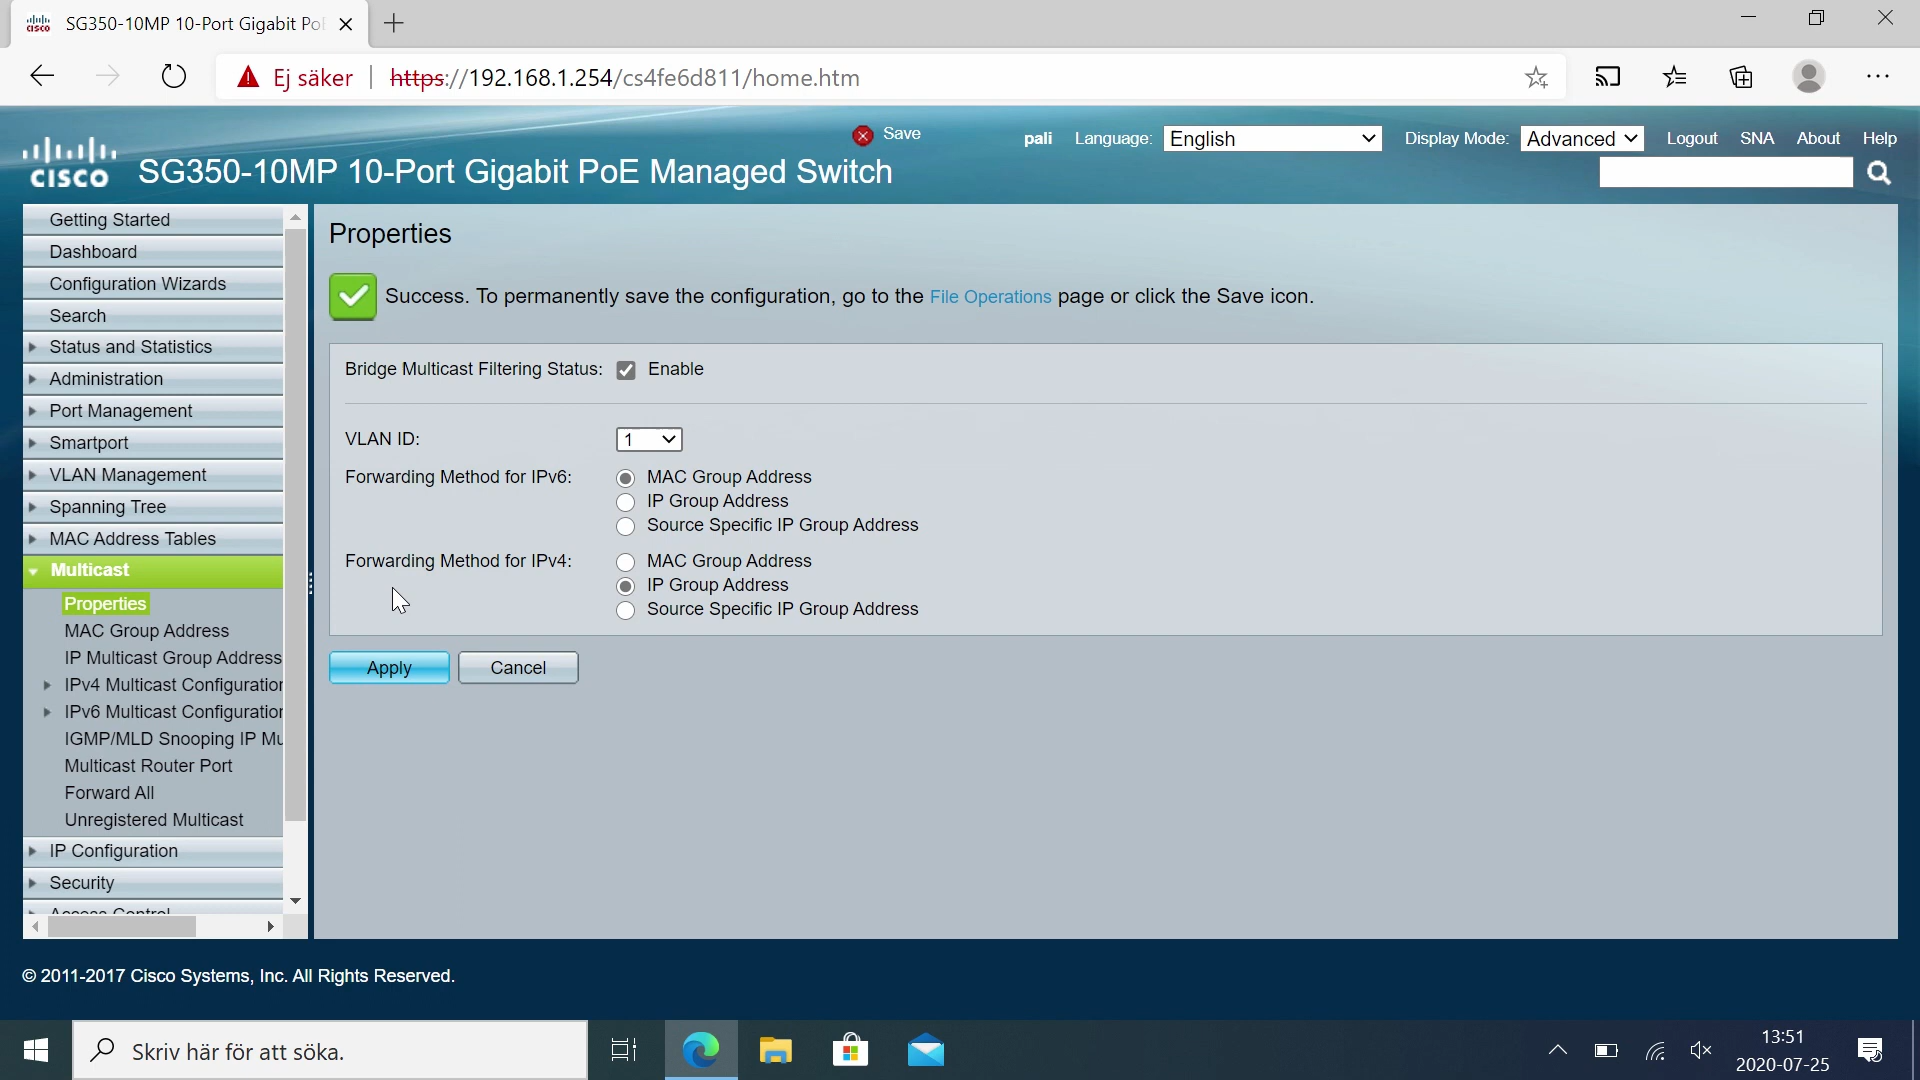 SG350-10MP 10-Port Gigabit Po
Ej säker | https://192.168.1.254/cs4fe6d811/home.htm
Save
pali Language: English Display Mode: Advanced Logout SNA About Help
CISCO SG350-10MP 10-Port Gigabit PoE Managed Switch
Getting Started
Dashboard
Configuration Wizards
Search
Status and Statistics
Administration
Port Management
Smartport
VLAN Management
Spanning Tree
MAC Address Tables
Multicast
Properties
MAC Group Address
IP Multicast Group Address
IPv4 Multicast Configuration
IPv6 Multicast Configuration
IGMP/MLD Snooping IP Mu
Multicast Router Port
Forward All
Unregistered Multicast
IP Configuration
Security
Access Control
Properties
Success. To permanently save the configuration, go to the File Operations page or click the Save icon.
Bridge Multicast Filtering Status: Enable
VLAN ID: 1
Forwarding Method for IPv6: MAC Group Address
IP Group Address
Source Specific IP Group Address
Forwarding Method for IPv4: MAC Group Address
IP Group Address
Source Specific IP Group Address
Apply Cancel
© 2011-2017 Cisco Systems, Inc. All Rights Reserved.
Skriv här för att söka.
13:51
2020-07-25